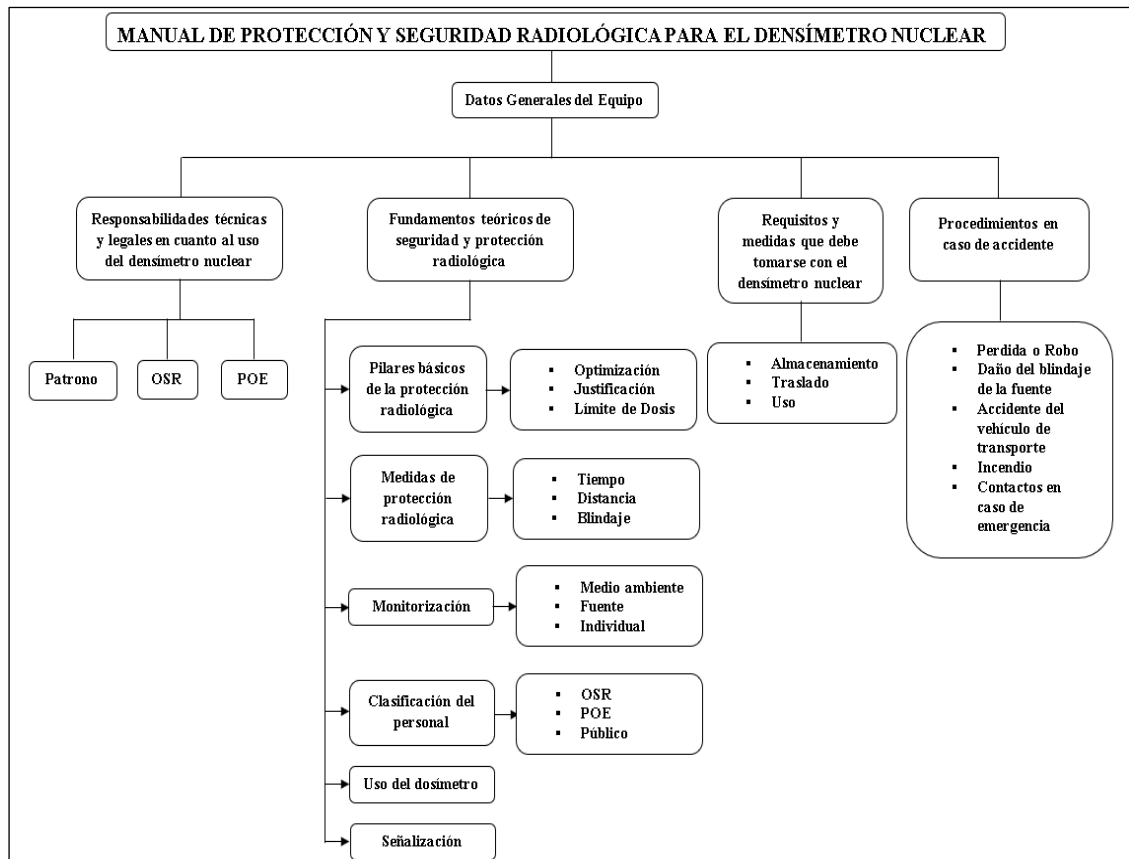 MANUAL DE PROTECCIÓN Y SEGURIDAD RADIOLÓGICA PARA EL DENSÍMETRO NUCLEAR
Datos Generales del Equipo
Responsabilidades técnicas
y legales en cuanto al uso
del densímetro nuclear
Patrono
OSR
POE
Fundamentos teóricos de
seguridad y protección
radiológica
Pilares básicos
de la protección
radiológica
▪ Optimización
▪ Justificación
▪ Límite de Dosis
Medidas de
protección
radiológica
▪ Tiempo
▪ Distancia
▪ Blindaje
Monitorización
▪ Medio ambiente
▪ Fuente
▪ Individual
Clasificación del
personal
▪ OSR
▪ POE
▪ Público
Uso del dosímetro
Señalización
Requisitos y
medidas que debe
tomarse con el
densímetro nuclear
▪ Almacenamiento
▪ Traslado
▪ Uso
Procedimientos en
caso de accidente
▪ Perdida o Robo
▪ Daño del blindaje
de la fuente
▪ Accidente del
vehículo de
transporte
▪ Incendio
▪ Contactos en
caso de
emergencia